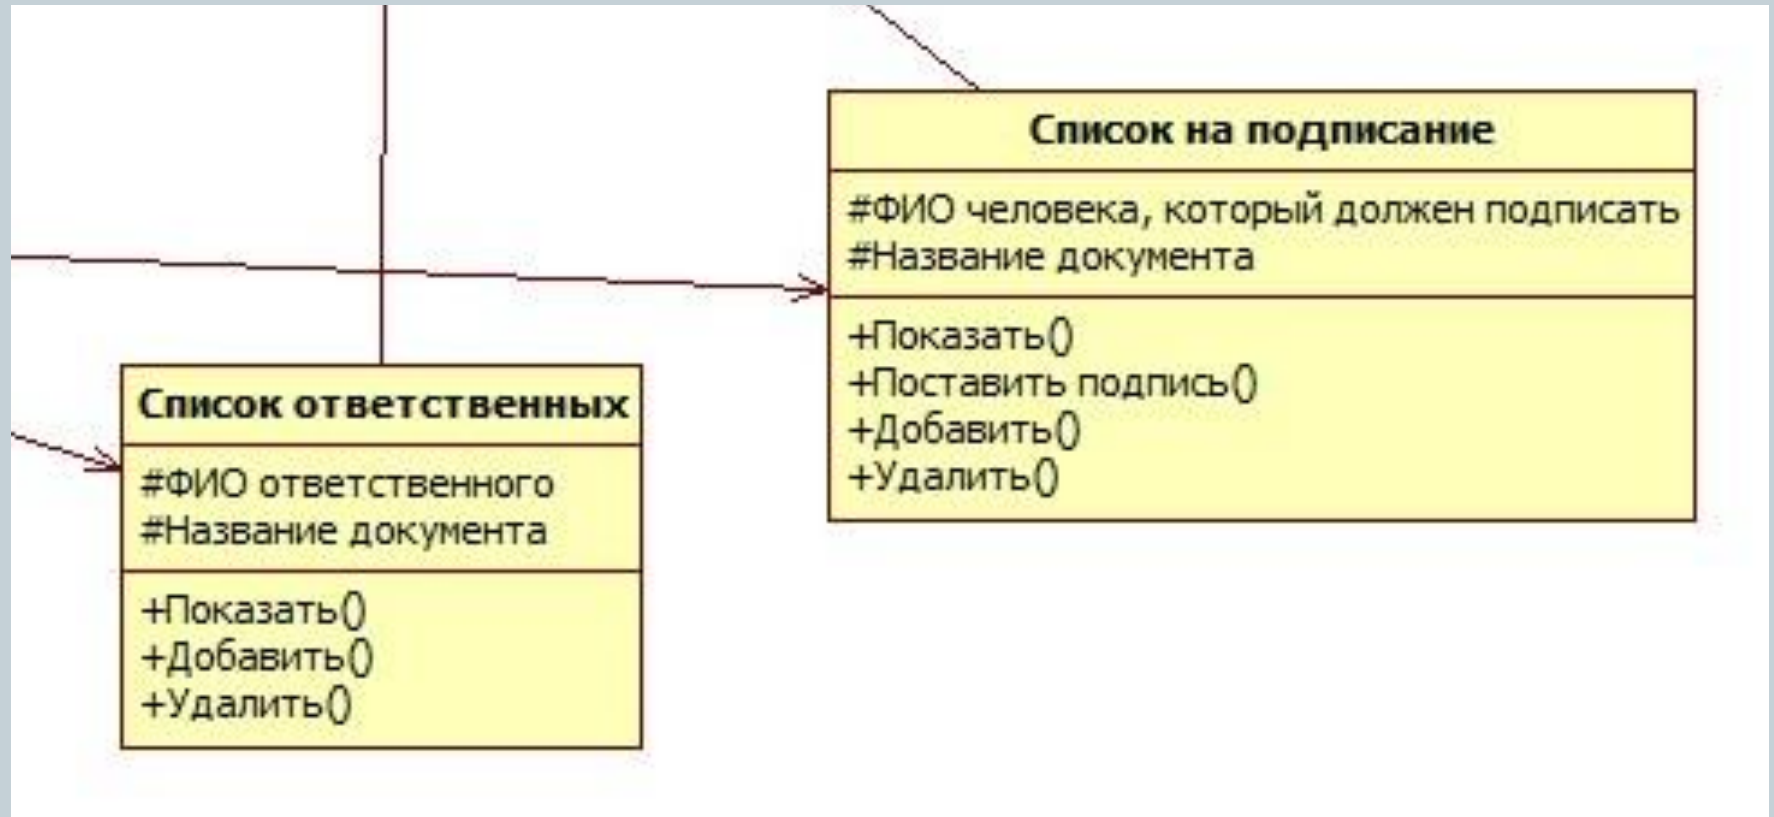 Список на подписание
#ФИО человека, который должен подписать
#Название документа
+Показать()
+Поставить подпись()
+Добавить()
+Удалить()
Список ответственных
#ФИО ответственного
#Название документа
+Показать()
+Добавить()
+Удалить()